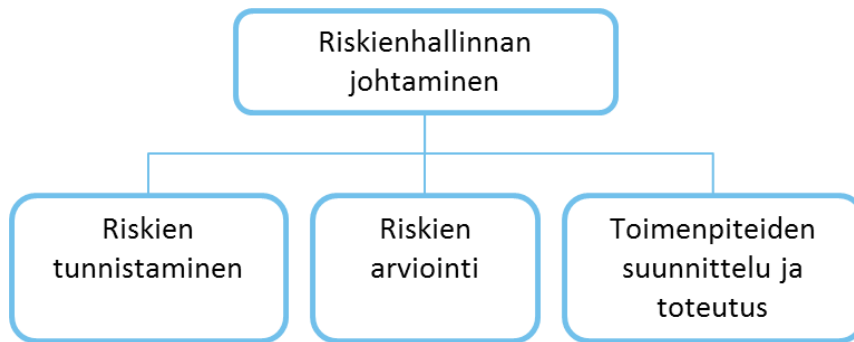 Riskienhallinnan
johtaminen
Riskien
tunnistaminen
Riskien
arviointi
Toimenpiteiden
suunnittelu ja
toteutus